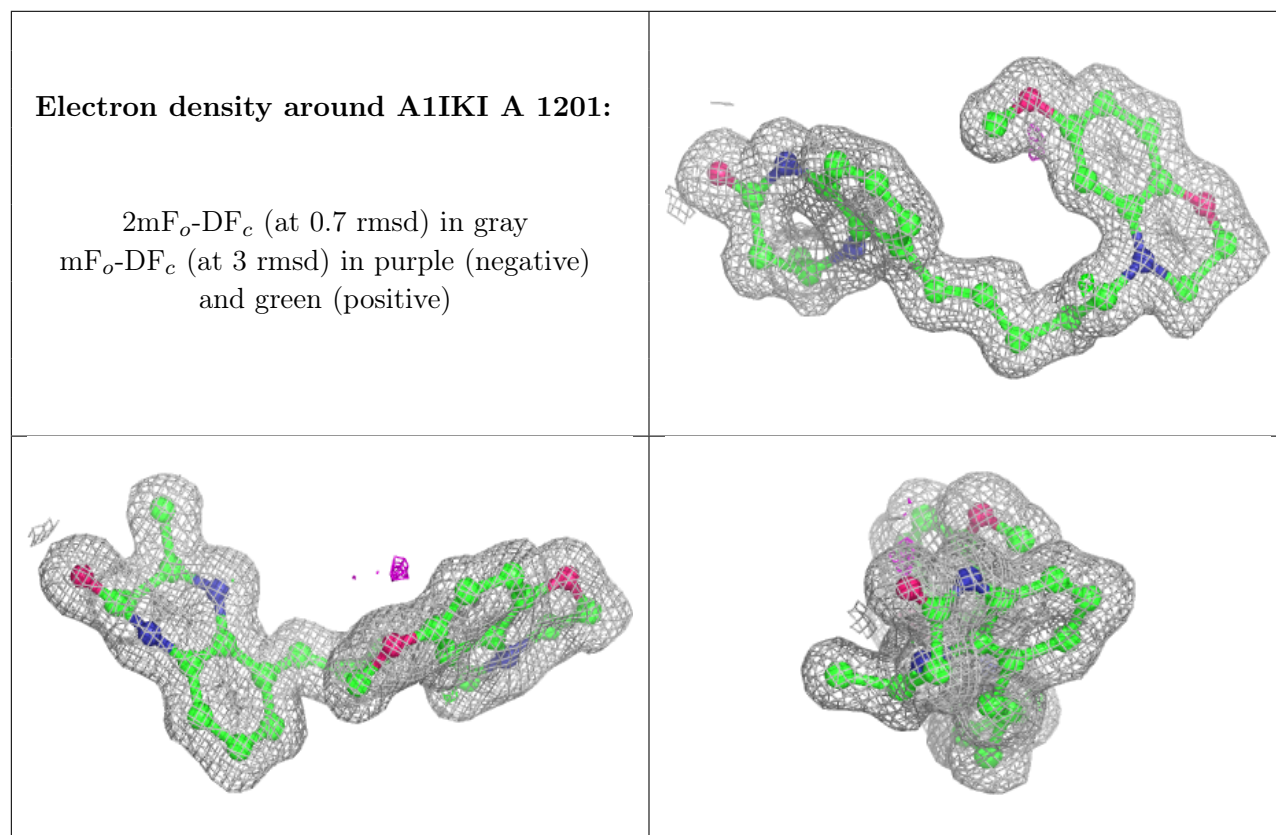 Electron density around A1IKI A 1201:
2mFo-DFc (at 0.7 rmsd) in gray
mFo-DFc (at 3 rmsd) in purple (negative)
and green (positive)